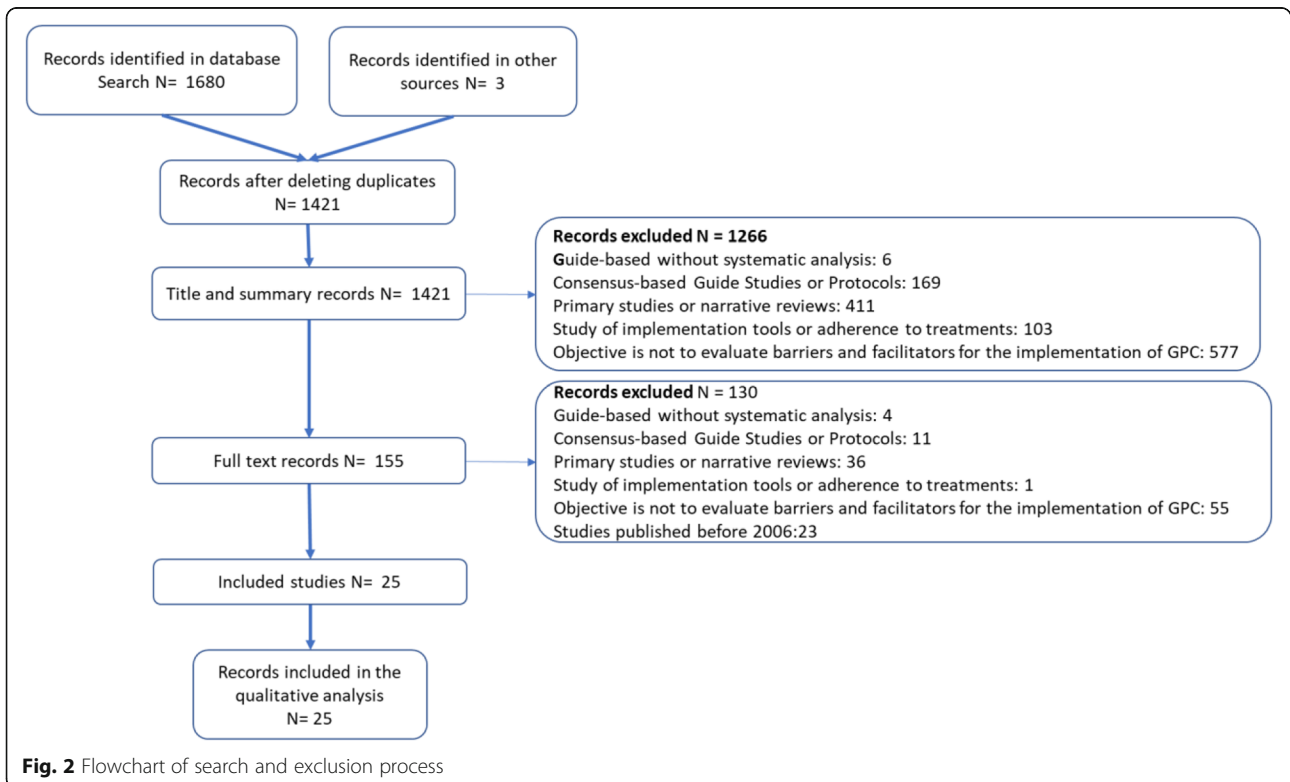 Records identified in database
Search N= 1680
Records identified in other
sources N= 3
Records after deleting duplicates
N= 1421
Title and summary records N= 1421
Records excluded N = 1266
Guide-based without systematic analysis: 6
Consensus-based Guide Studies or Protocols: 169
Primary studies or narrative reviews: 411
Study of implementation tools or adherence to treatments: 103
Objective is not to evaluate barriers and facilitators for the implementation of GPC: 577
Full text records N= 155
Records excluded N = 130
Guide-based without systematic analysis: 4
Consensus-based Guide Studies or Protocols: 11
Primary studies or narrative reviews: 36
Study of implementation tools or adherence to treatments: 1
Objective is not to evaluate barriers and facilitators for the implementation of GPC: 55
Studies published before 2006:23
Included studies N= 25
Records included in the
qualitative analysis
N= 25
Fig. 2 Flowchart of search and exclusion process